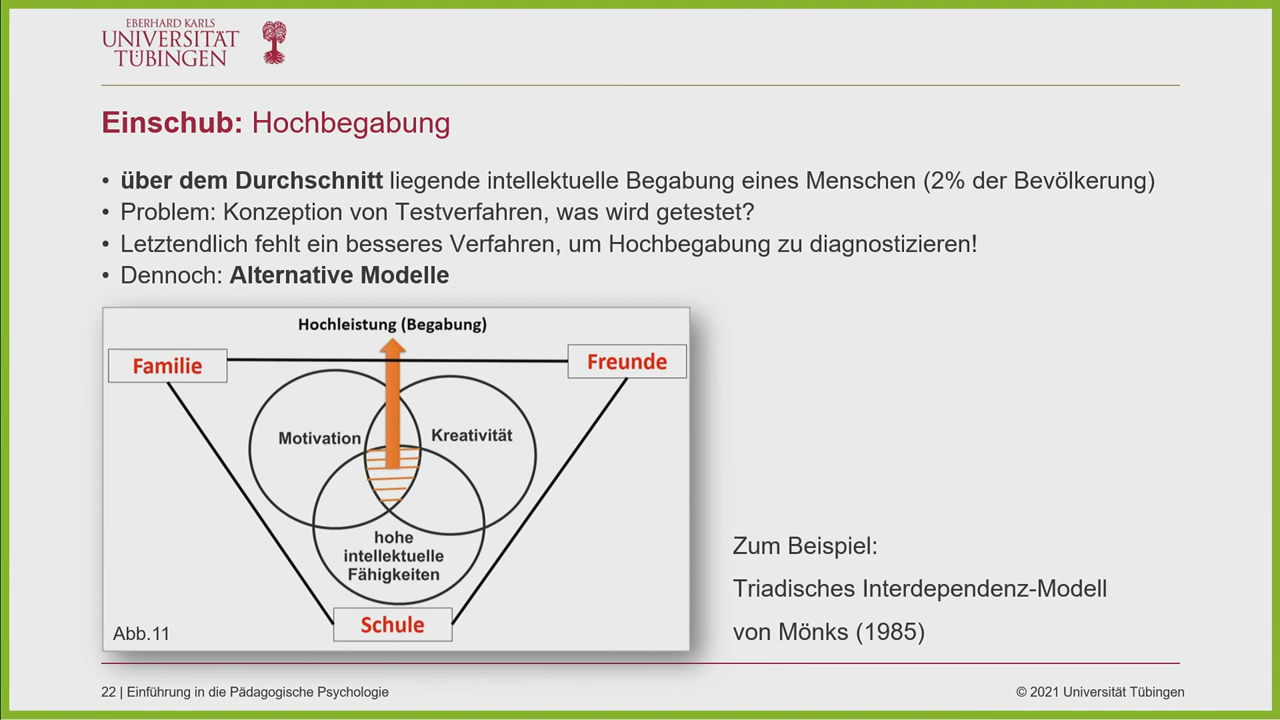 EBERHARD KARLS
UNIVERSITÄT
TÜBINGEN
Einschub: Hochbegabung
• über dem Durchschnitt liegende intellektuelle Begabung eines Menschen (2% der Bevölkerung)
• Problem: Konzeption von Testverfahren, was wird getestet?
• Letztendlich fehlt ein besseres Verfahren, um Hochbegabung zu diagnostizieren!
• Dennoch: Alternative Modelle
Hochleistung (Begabung)
Familie
Freunde
Motivation
Kreativität
hohe
intellektuelle
Fähigkeiten
Schule
Abb.11
Zum Beispiel:
Triadisches Interdependenz-Modell
von Mönks (1985)
22 | Einführung in die Pädagogische Psychologie
© 2021 Universität Tübingen